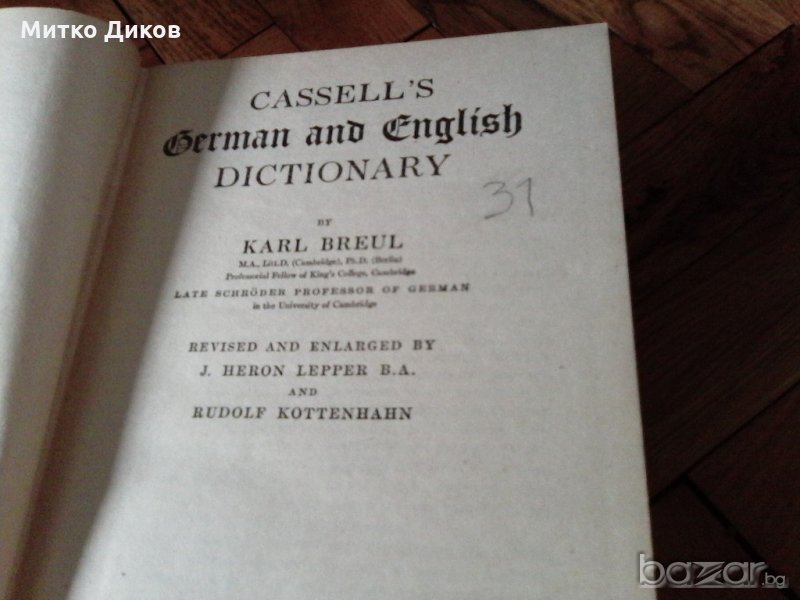 Митко Диков
CASSELL'S
German and English
DICTIONARY
31
BY
KARL BREUL
M.A., Litt.D. (Cambridge), Ph.D. (Berlin)
Professorial Fellow of King's College, Cambridge
LATE SCHRÖDER PROFESSOR OF GERMAN
in the University of Cambridge
REVISED AND ENLARGED BY
J. HERON LEPPER B.A.
AND
RUDOLF KOTTENHAHN
bazar.bg